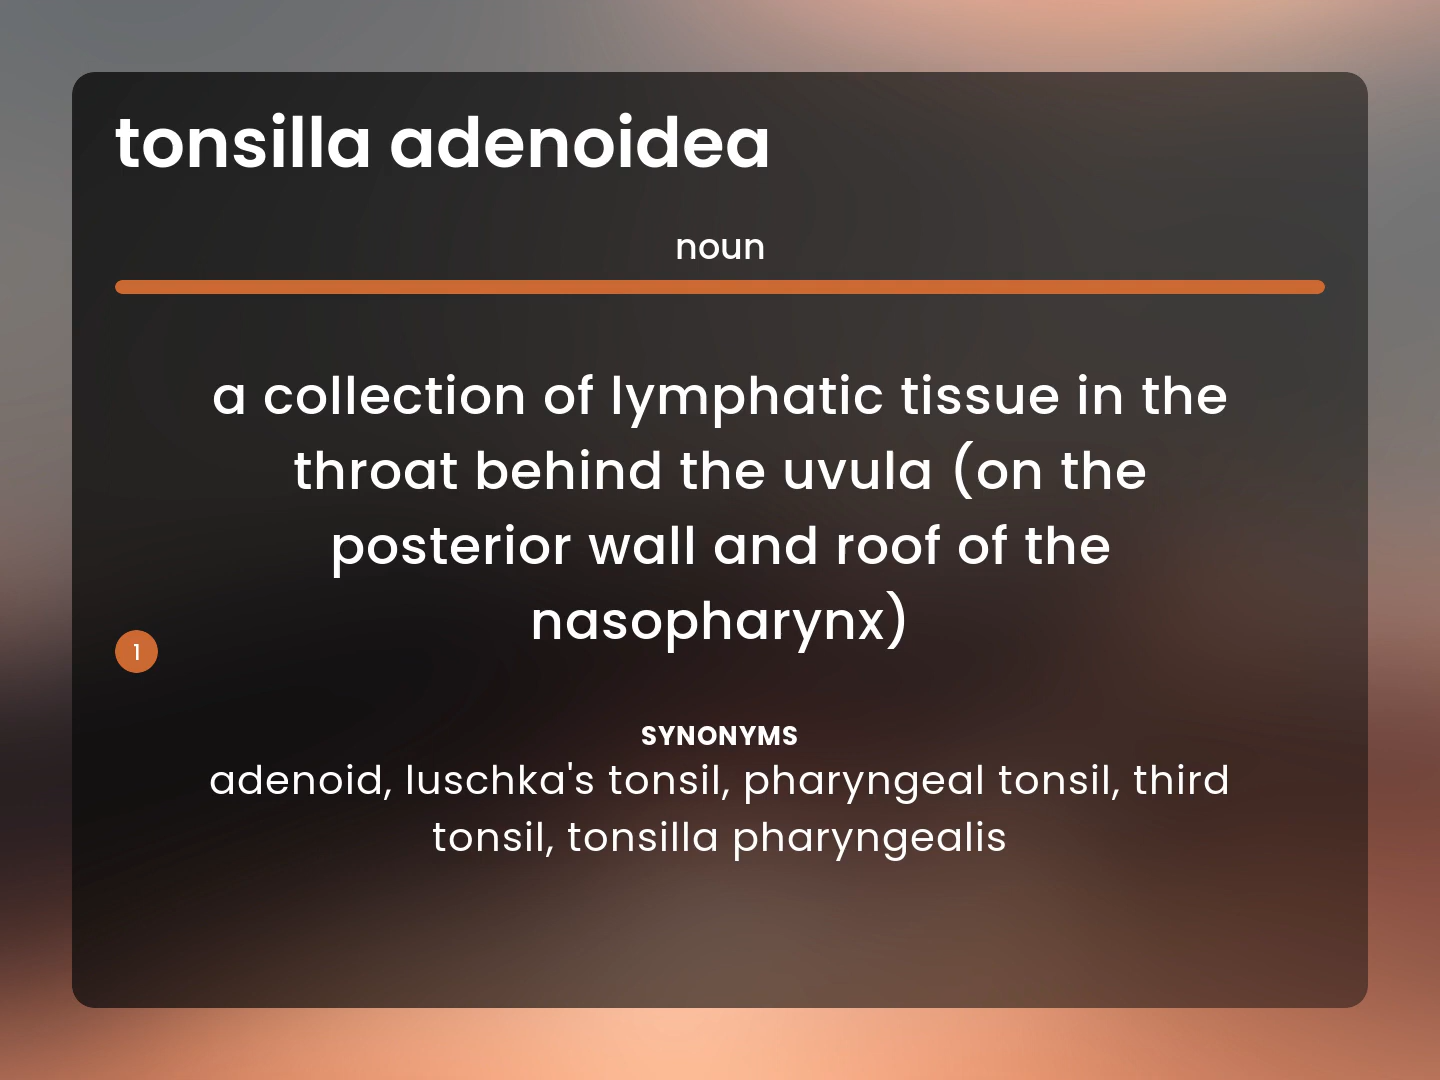 tonsilla adenoidea
noun
a collection of lymphatic tissue in the
throat behind the uvula (on the
posterior wall and roof of the
nasopharynx)
1
SYNONYMS
adenoid, luschka's tonsil, pharyngeal tonsil, third
tonsil, tonsilla pharyngealis